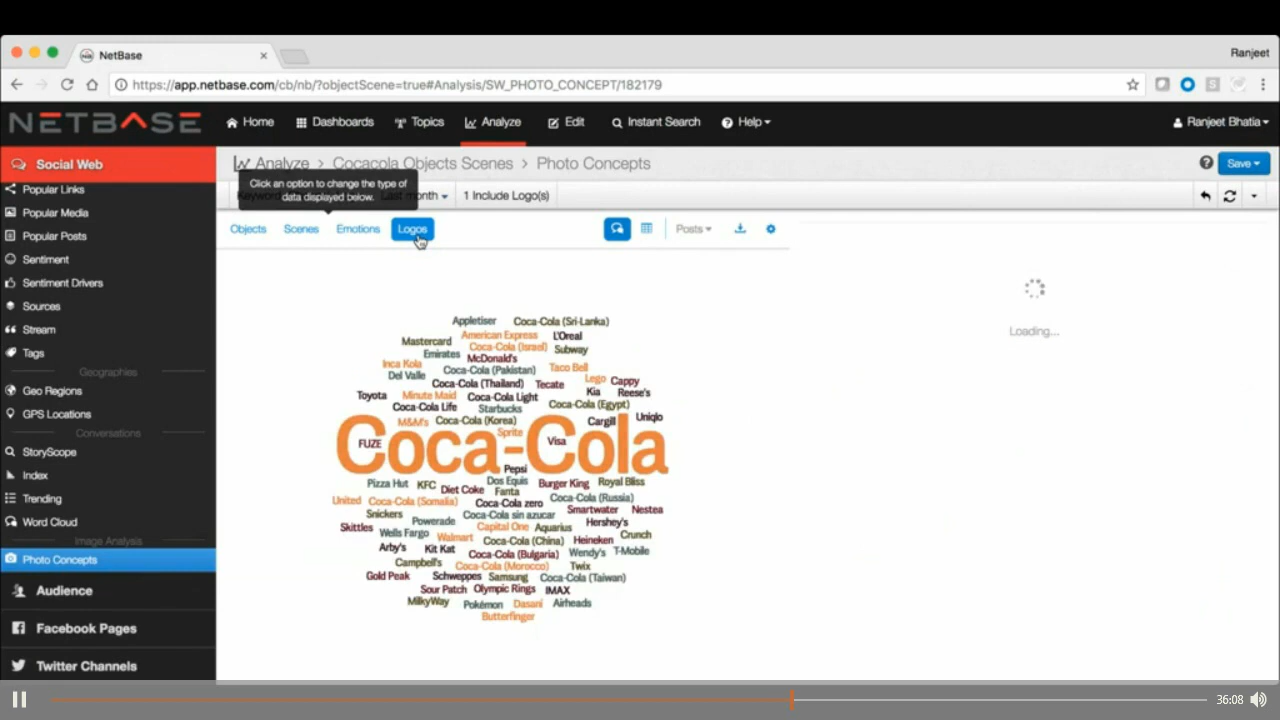 NetBase
Ranjeet
https://app.netbase.com/cb/nb/?objectScene=true#Analysis/SW_PHOTO_CONCEPT/182179
NETBASE Home Dashboards Topics Analyze Edit Instant Search Help Ranjeet Bhatia
Social Web
Analyze > Cocacola Objects Scenes > Photo Concepts
Save
Click an option to change the type of
data displayed below.
month
1 Include Logo(s)
Objects Scenes Emotions Logos
Posts
Popular Links
Popular Media
Popular Posts
Sentiment
Sentiment Drivers
Sources
Stream
Tags
Geographies
Geo Regions
GPS Locations
Conversations
StoryScope
Index
Trending
Word Cloud
Image Analysis
Photo Concepts
Audience
Facebook Pages
Twitter Channels
Appletiser Coca-Cola (Sri-Lanka)
American Express L'Oreal
Mastercard Coca-Cola (Israel) Subway
Emirates McDonald's
Inca Kola Coca-Cola (Pakistan) Taco Bell
Del Valle Coca-Cola (Thailand) Tecate Lego Cappy
Toyota Minute Maid Coca-Cola Light Kia Reese's
Coca-Cola Life Starbucks Coca-Cola (Egypt)
M&M's Coca-Cola (Korea) Cargill Uniqlo
Sprite
FUZE Coca-Cola Visa
Pepsi
Pizza Hut KFC Diet Coke Dos Equis Burger King Royal Bliss
Fanta
United Coca-Cola (Somalia) Coca-Cola zero Coca-Cola (Russia)
Snickers Coca-Cola sin azucar Smartwater Nestea
Skittles Powerade Capital One Aquarius Hershey's
Wells Fargo Walmart Coca-Cola (China) Heineken Crunch
Arby's Kit Kat Coca-Cola (Bulgaria) Wendy's T-Mobile
Campbell's Coca-Cola (Morocco) Twix
Gold Peak Schweppes Samsung Coca-Cola (Taiwan)
Sour Patch Olympic Rings IMAX
MilkyWay Pokémon Dasani Airheads
Butterfinger
Loading...
36:08